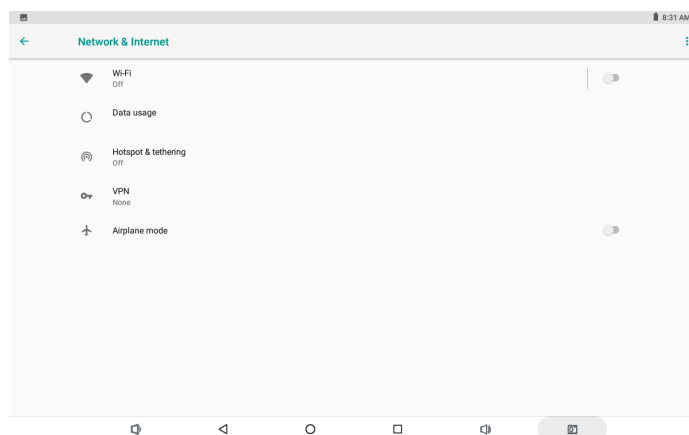 8:31 AM
Network & Internet
Wi-Fi
Off
Data usage
Hotspot & tethering
Off
VPN
None
Airplane mode